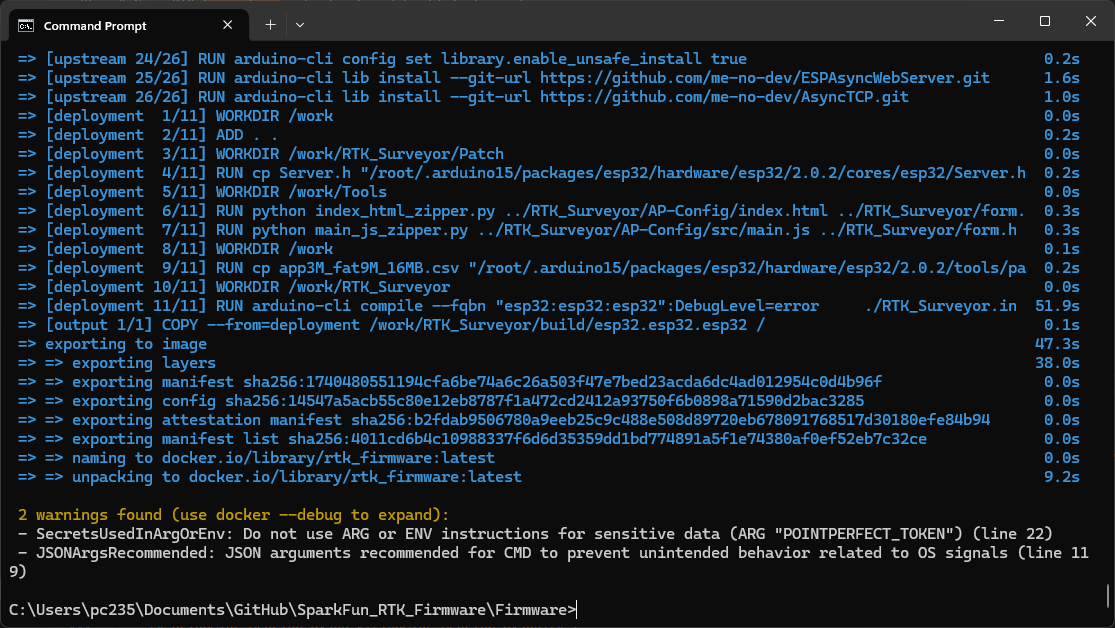 Command Prompt
=> [upstream 24/26] RUN arduino-cli config set library.enable_unsafe_install true 0.2s
=> [upstream 25/26] RUN arduino-cli lib install --git-url https://github.com/me-no-dev/ESPAsyncWebServer.git 1.6s
=> [upstream 26/26] RUN arduino-cli lib install --git-url https://github.com/me-no-dev/AsyncTCP.git 1.0s
=> [deployment  1/11] WORKDIR /work 0.0s
=> [deployment  2/11] ADD . . 0.2s
=> [deployment  3/11] WORKDIR /work/RTK_Surveyor/Patch 0.0s
=> [deployment  4/11] RUN cp Server.h "/root/.arduino15/packages/esp32/hardware/esp32/2.0.2/cores/esp32/Server.h 0.2s
=> [deployment  5/11] WORKDIR /work/Tools 0.0s
=> [deployment  6/11] RUN python index_html_zipper.py ../RTK_Surveyor/AP-Config/index.html ../RTK_Surveyor/form. 0.3s
=> [deployment  7/11] RUN python main_js_zipper.py ../RTK_Surveyor/AP-Config/src/main.js ../RTK_Surveyor/form.h 0.3s
=> [deployment  8/11] WORKDIR /work 0.1s
=> [deployment  9/11] RUN cp app3M_fat9M_16MB.csv "/root/.arduino15/packages/esp32/hardware/esp32/2.0.2/tools/pa 0.2s
=> [deployment 10/11] WORKDIR /work/RTK_Surveyor 0.0s
=> [deployment 11/11] RUN arduino-cli compile --fqbn "esp32:esp32:esp32":DebugLevel=error     ./RTK_Surveyor.in 51.9s
=> [output 1/1] COPY --from=deployment /work/RTK_Surveyor/build/esp32.esp32.esp32 / 0.1s
=> exporting to image 47.3s
=> => exporting layers 38.0s
=> => exporting manifest sha256:1740480551194cfa6be74a6c26a503f47e7bed23acda6dc4ad012954c0d4b96f 0.0s
=> => exporting config sha256:14547a5acb55c80e12eb8787f1a472cd2412a93750f6b0898a71590d2bac3285 0.0s
=> => exporting attestation manifest sha256:b2fdab9506780a9eeb25c9c488e508d89720eb678091768517d30180efe84b94 0.0s
=> => exporting manifest list sha256:4011cd6b4c10988337f6d6d35359dd1bd774891a5f1e74380af0ef52eb7c32ce 0.0s
=> => naming to docker.io/library/rtk_firmware:latest 0.0s
=> => unpacking to docker.io/library/rtk_firmware:latest 9.2s
2 warnings found (use docker --debug to expand):
- SecretsUsedInArgOrEnv: Do not use ARG or ENV instructions for sensitive data (ARG "POINTPERFECT_TOKEN") (line 22)
- JSONArgsRecommended: JSON arguments recommended for CMD to prevent unintended behavior related to OS signals (line 11
9)
C:\Users\pc235\Documents\GitHub\SparkFun_RTK_Firmware\Firmware>